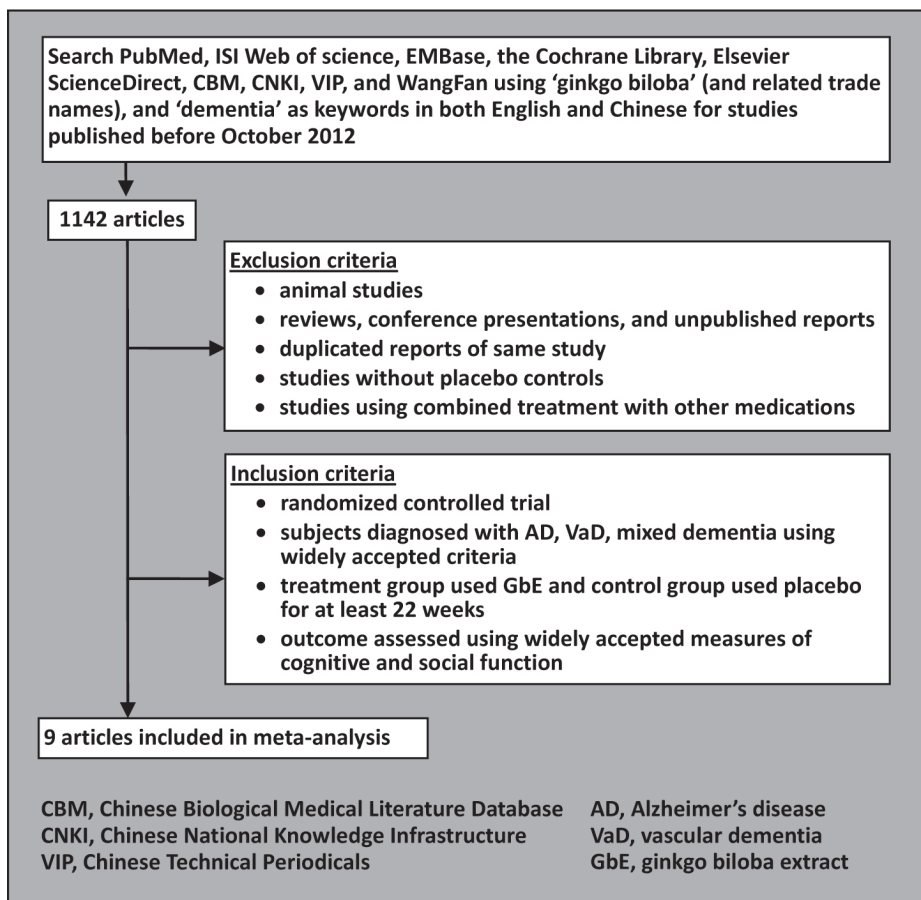 Search PubMed, ISI Web of science, EMBase, the Cochrane Library, Elsevier
ScienceDirect, CBM, CNKI, VIP, and WangFan using ‘ginkgo biloba’ (and related trade
names), and ‘dementia’ as keywords in both English and Chinese for studies
published before October 2012
1142 articles
Exclusion criteria
• animal studies
• reviews, conference presentations, and unpublished reports
• duplicated reports of same study
• studies without placebo controls
• studies using combined treatment with other medications
Inclusion criteria
• randomized controlled trial
• subjects diagnosed with AD, VaD, mixed dementia using
widely accepted criteria
• treatment group used GbE and control group used placebo
for at least 22 weeks
• outcome assessed using widely accepted measures of
cognitive and social function
9 articles included in meta-analysis
CBM, Chinese Biological Medical Literature Database
CNKI, Chinese National Knowledge Infrastructure
VIP, Chinese Technical Periodicals
AD, Alzheimer’s disease
VaD, vascular dementia
GbE, ginkgo biloba extract